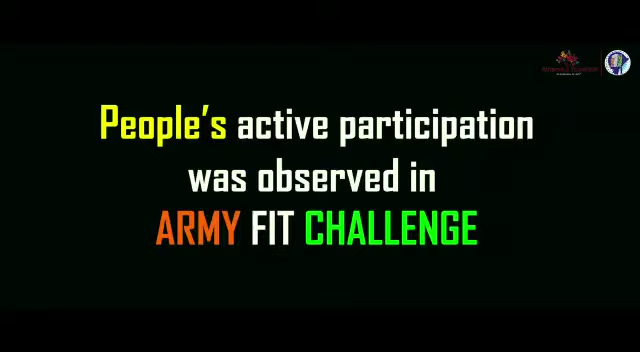 People's active participation
was observed in
ARMY FIT CHALLENGE